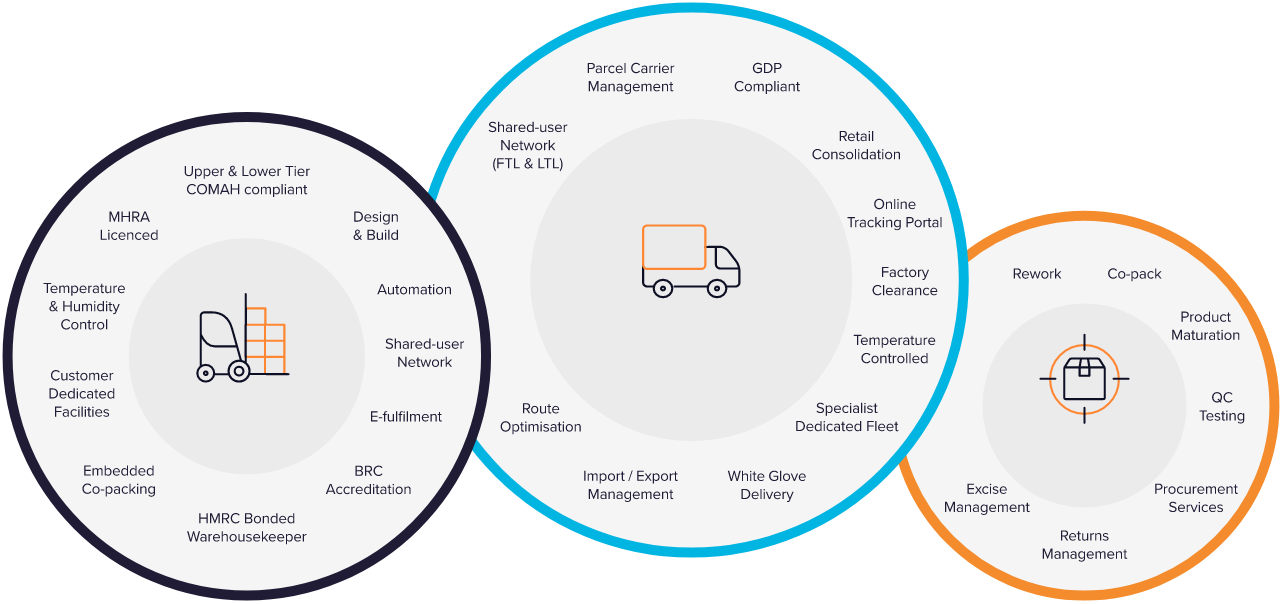 Upper & Lower Tier
COMAH compliant
MHRA
Licenced
Design
& Build
Temperature
& Humidity
Control
Automation
Shared-user
Network
Customer
Dedicated
Facilities
E-fulfilment
Embedded
Co-packing
BRC
Accreditation
HMRC Bonded
Warehousekeeper
Parcel Carrier
Management
GDP
Compliant
Shared-user
Network
(FTL & LTL)
Retail
Consolidation
Online
Tracking Portal
Factory
Clearance
Temperature
Controlled
Route
Optimisation
Specialist
Dedicated Fleet
Import / Export
Management
White Glove
Delivery
Rework
Co-pack
Product
Maturation
QC
Testing
Excise
Management
Procurement
Services
Returns
Management